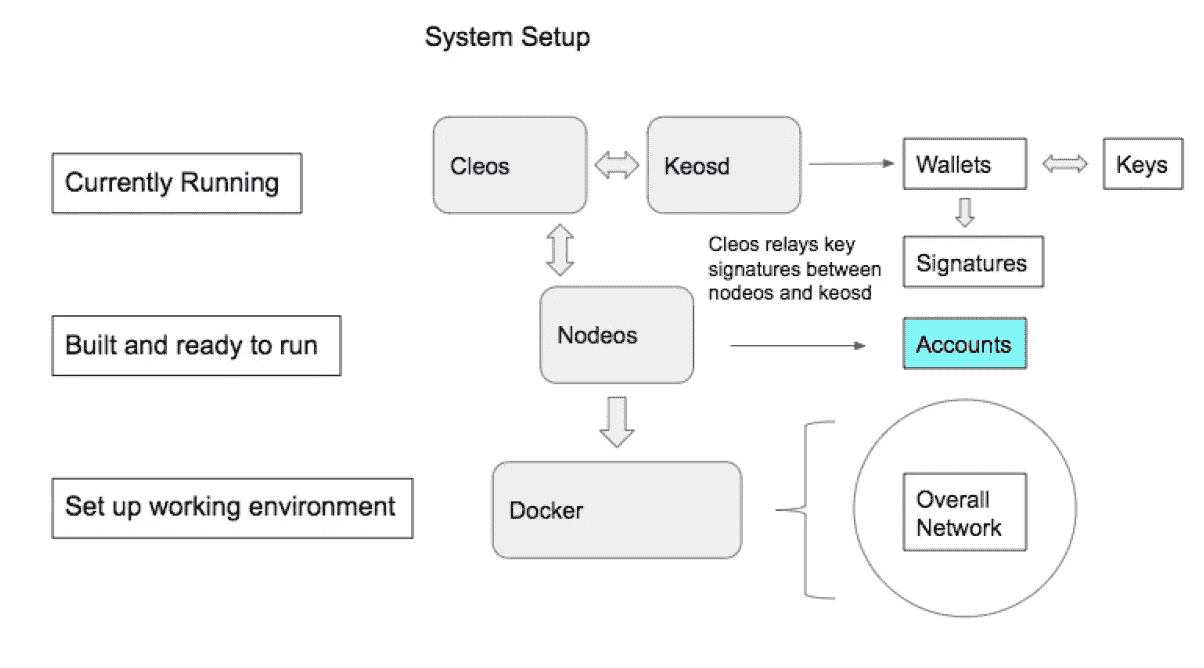 System Setup
Currently Running
Cleos
Keosd
Wallets
Keys
Cleos relays key
signatures between
nodeos and keosd
Signatures
Built and ready to run
Nodeos
Accounts
Set up working environment
Docker
Overall
Network